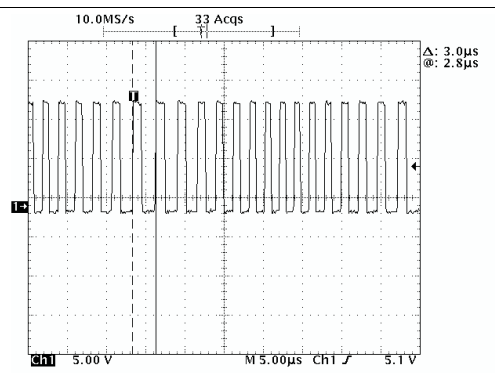 10.0MS/s 33 Acqs
[ T ]
Δ: 3.0µs
@: 2.8µs
T
1→
Ch1 5.00 V M 5.00µs Ch1 ƒ 5.1 V